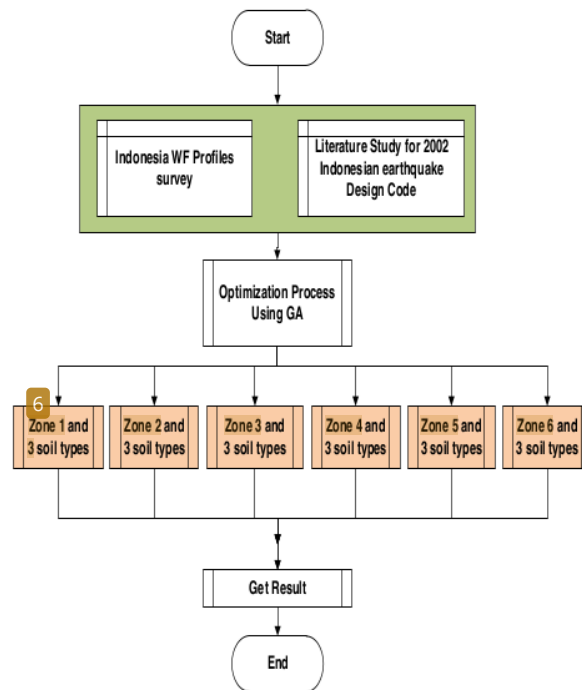 Start
Indonesia WF Profiles
survey
Literature Study for 2002
Indonesian earthquake
Design Code
Optimization Process
Using GA
6
Zone 1 and
3 soil types
Zone 2 and
3 soil types
Zone 3 and
3 soil types
Zone 4 and
3 soil types
Zone 5 and
3 soil types
Zone 6 and
3 soil types
Get Result
End